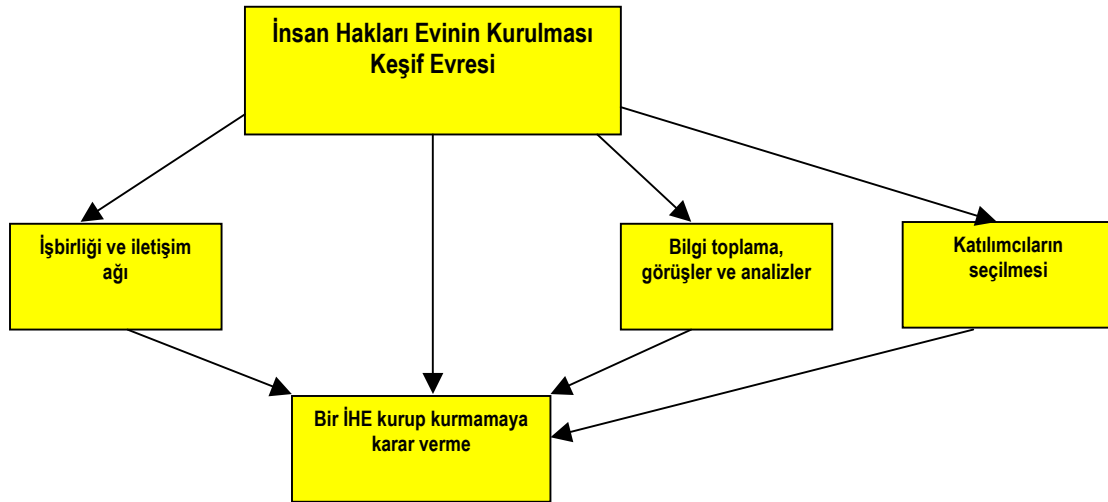 İnsan Hakları Evinin Kurulması
Keşif Evresi
İşbirliği ve iletişim
ağı
Bilgi toplama,
görüşler ve analizler
Katılımcıların
seçilmesi
Bir İHE kurup kurmamaya
karar verme